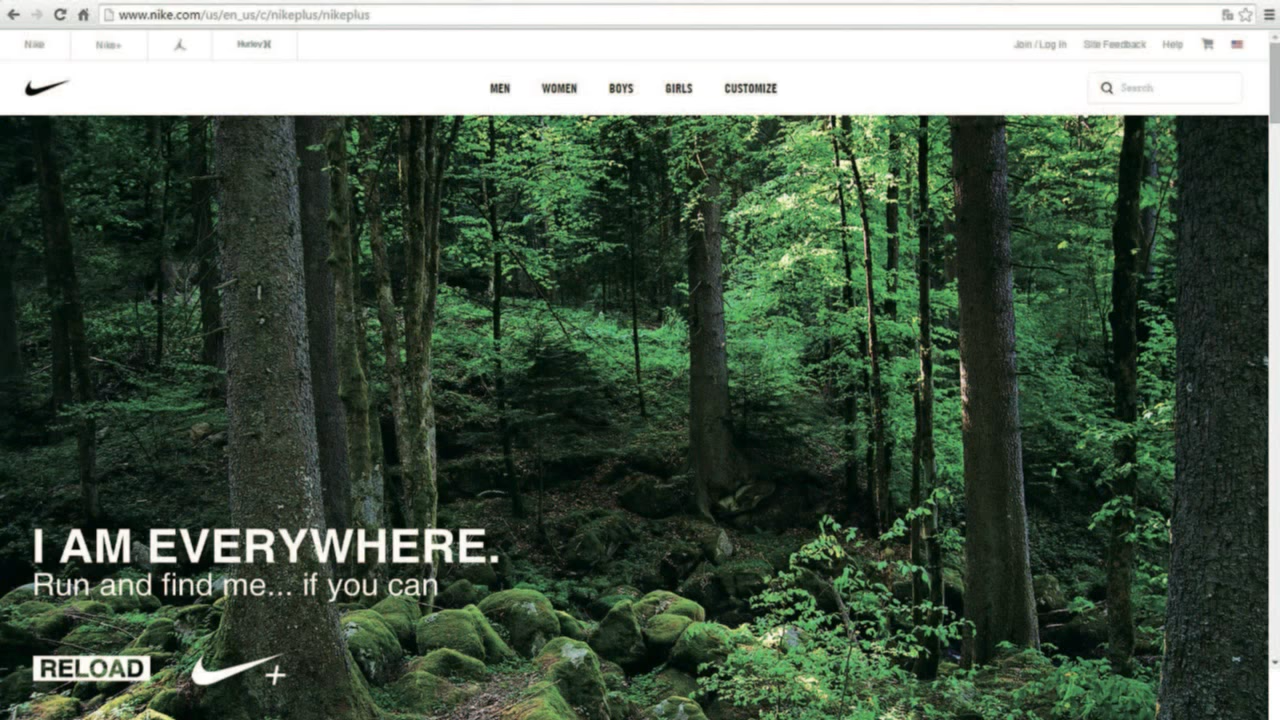 www.nike.com/us/en_us/c/nikeplus/nikeplus
Nike Nike+ Hurley Join / Log In Site Feedback Help
MEN WOMEN BOYS GIRLS CUSTOMIZE Search
I AM EVERYWHERE.
Run and find me... if you can
RELOAD +